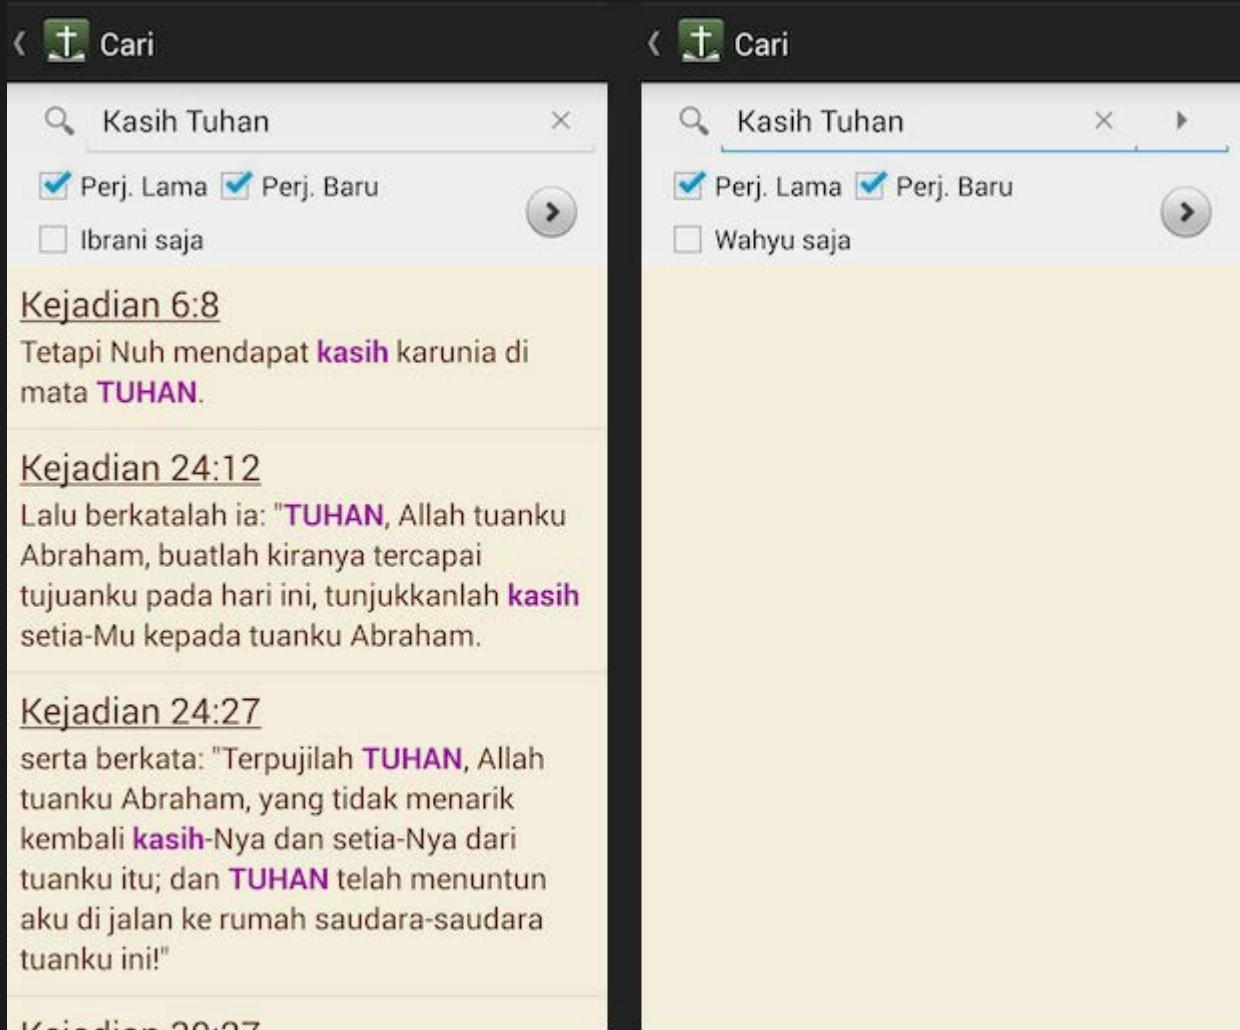 Cari
Kasih Tuhan
Perj. Lama Perj. Baru
Ibrani saja
Kejadian 6:8
Tetapi Nuh mendapat kasih karunia di
mata TUHAN.
Kejadian 24:12
Lalu berkatalah ia: "TUHAN, Allah tuanku
Abraham, buatlah kiranya tercapai
tujuanku pada hari ini, tunjukkanlah kasih
setia-Mu kepada tuanku Abraham.
Kejadian 24:27
serta berkata: "Terpujilah TUHAN, Allah
tuanku Abraham, yang tidak menarik
kembali kasih-Nya dan setia-Nya dari
tuanku itu; dan TUHAN telah menuntun
aku di jalan ke rumah saudara-saudara
tuanku ini!"
Cari
Kasih Tuhan
Perj. Lama Perj. Baru
Wahyu saja